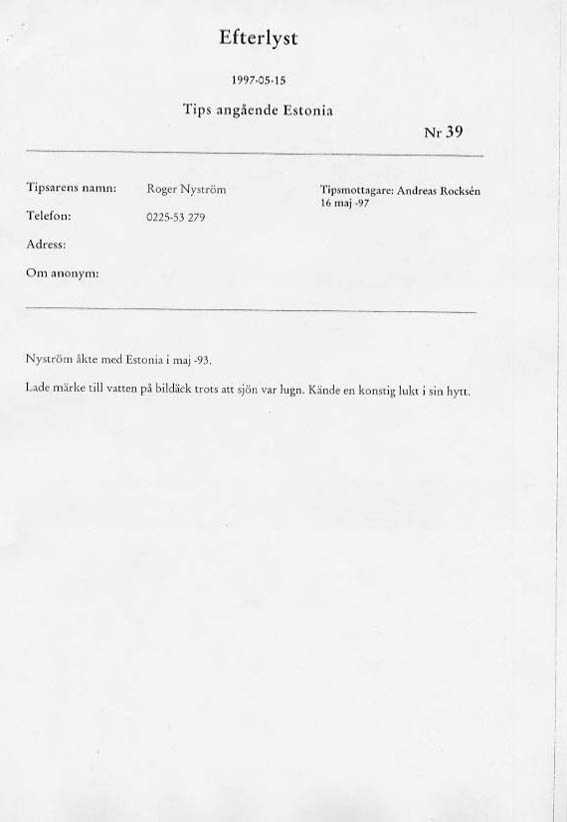 Efterlyst
1997-05-15
Tips angående Estonia
Nr 39
Tipsarens namn: Roger Nyström Tipsmottagare: Andreas Rocksén
16 maj -97
Telefon: 0225-53 279
Adress:
Om anonym:
Nyström åkte med Estonia i maj -93.
Lade märke till vatten på bildäck trots att sjön var lugn. Kände en konstig lukt i sin hytt.